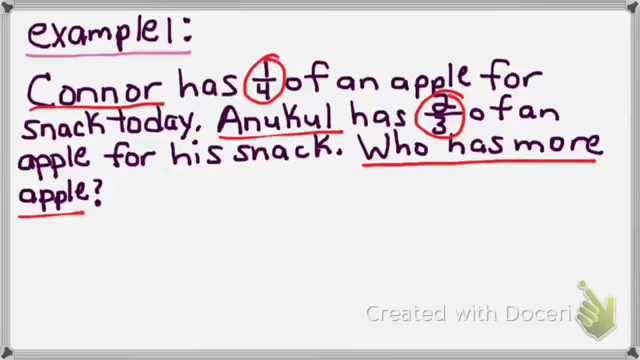 example 1:
Connor has 1/4 of an apple for
snack today. Anukul has 2/3 of an
apple for his snack. Who has more
apple?
Created with Doceri